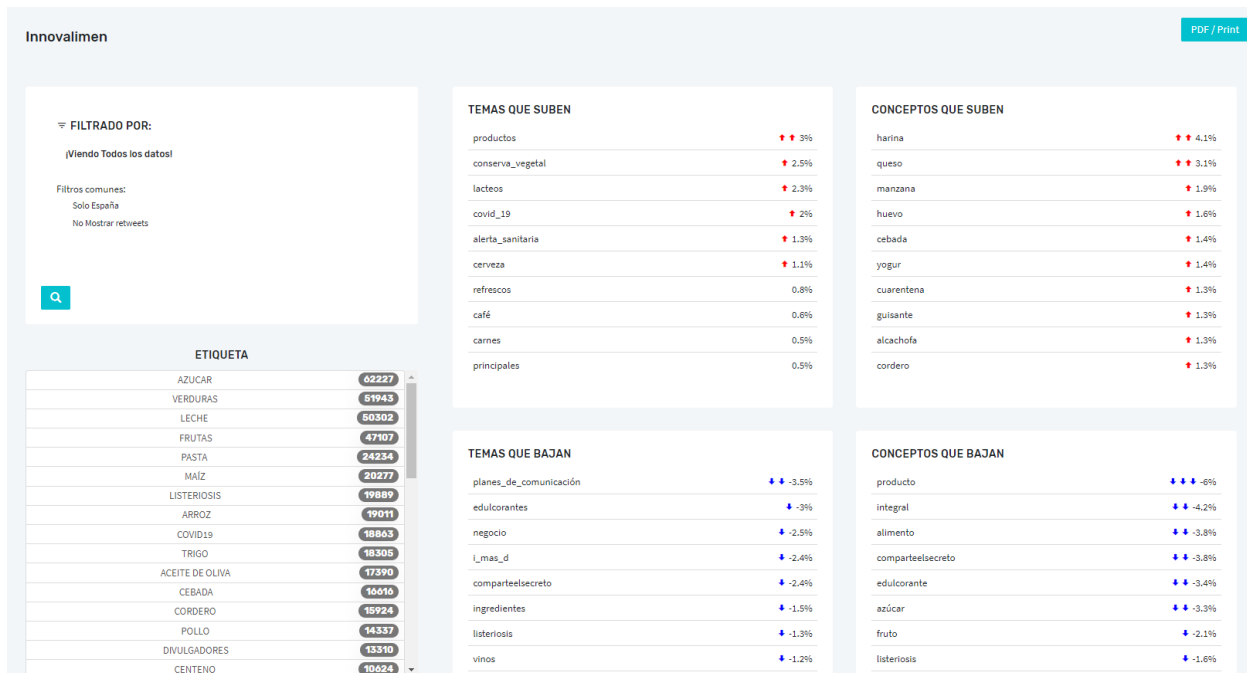 Innovalimen
PDF / Print
FILTRADO POR:
¡Viendo Todos los datos!
Filtros comunes:
Solo España
No Mostrar retweets
ETIQUETA
AZUCAR 62227
VERDURAS 51943
LECHE 50302
FRUTAS 47107
PASTA 24234
MAÍZ 20277
LISTERIOSIS 19889
ARROZ 19011
COVID19 18863
TRIGO 18305
ACEITE DE OLIVA 17390
CEBADA 16616
CORDERO 15924
POLLO 14337
DIVULGADORES 13310
CENTENO 10624
TEMAS QUE SUBEN
productos 3%
conserva_vegetal 2.5%
lacteos 2.3%
covid_19 2%
alerta_sanitaria 1.3%
cerveza 1.1%
refrescos 0.8%
café 0.6%
carnes 0.5%
principales 0.5%
CONCEPTOS QUE SUBEN
harina 4.1%
queso 3.1%
manzana 1.9%
huevo 1.6%
cebada 1.4%
yogur 1.4%
cuarentena 1.3%
guisante 1.3%
alcachofa 1.3%
cordero 1.3%
TEMAS QUE BAJAN
planes_de_comunicación -3.5%
edulcorantes -3%
negocio -2.5%
i_mas_d -2.4%
comparteelsecreto -2.4%
ingredientes -1.5%
listeriosis -1.3%
vinos -1.2%
CONCEPTOS QUE BAJAN
producto -6%
integral -4.2%
alimento -3.8%
comparteelsecreto -3.8%
edulcorante -3.4%
azúcar -3.3%
fruto -2.1%
listeriosis -1.6%